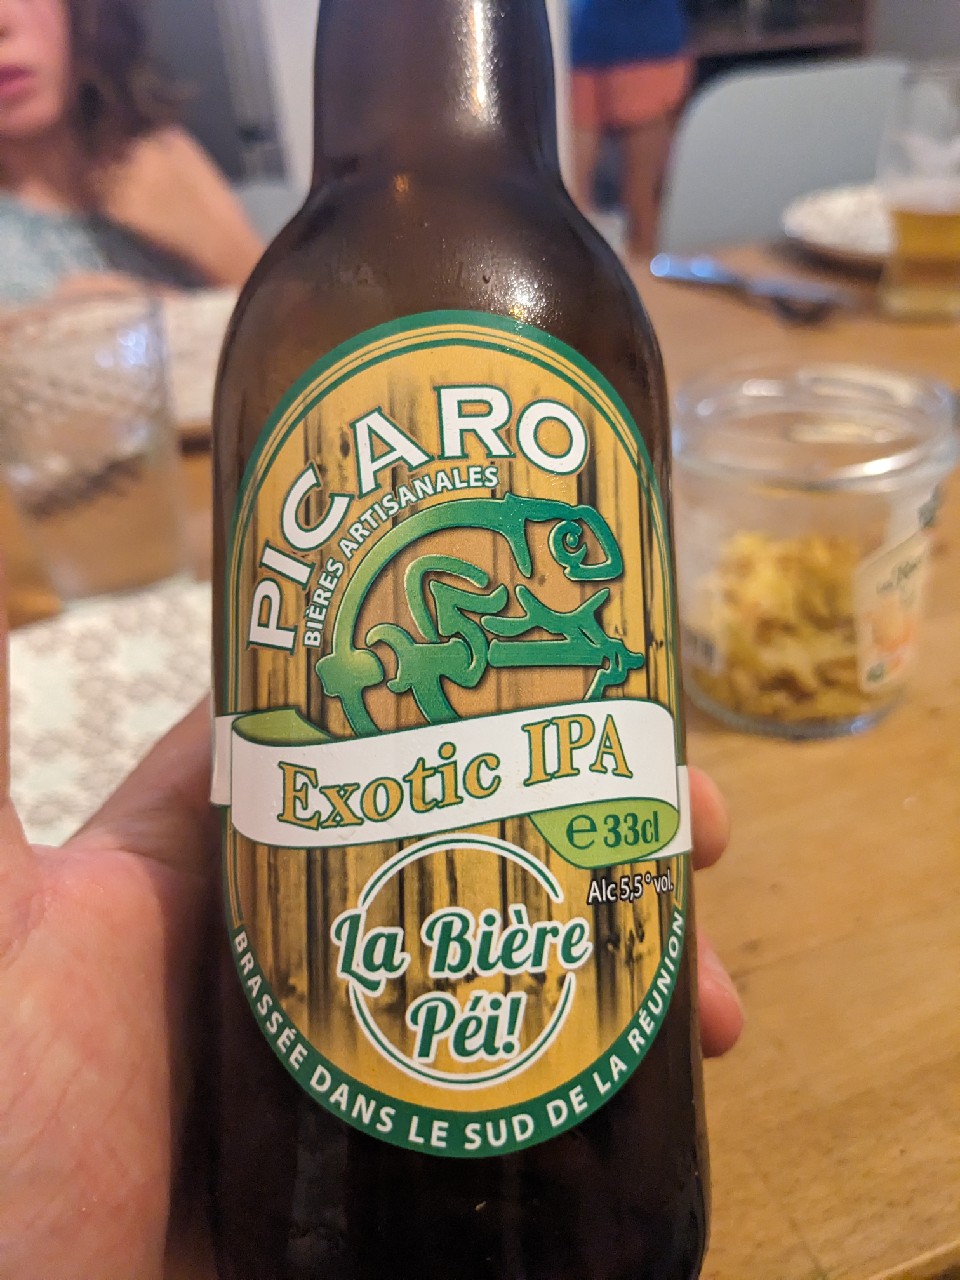 PICARO
BIÈRES ARTISANALES
Exotic IPA
e 33cl
Alc 5,5° vol.
La Bière
Péi!
BRASSÉE DANS LE SUD DE LA RÉUNION